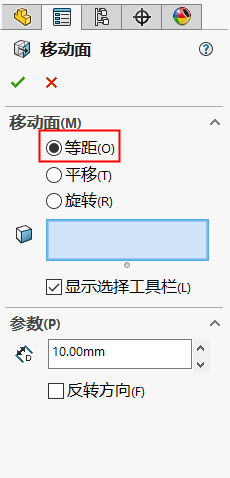 移动面
移动面(M)
等距(O)
平移(T)
旋转(R)
显示选择工具栏(L)
参数(P)
10.00mm
反转方向(F)